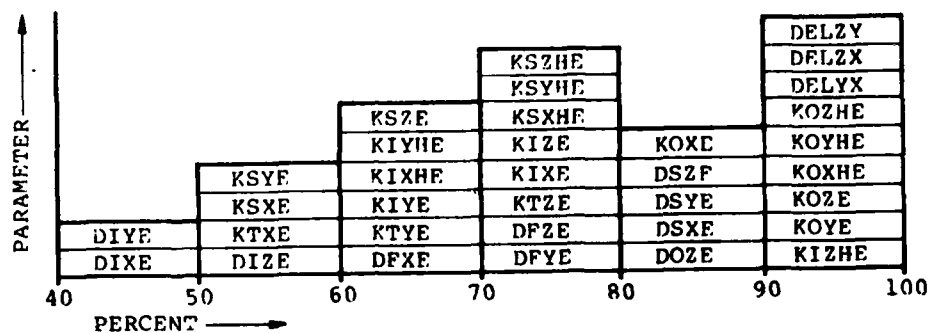 PARAMETER
DELZY
KSZHE DELZX
KSYHE DELYX
KSZE KSXHE KOZHE
KIYHE KIZE KOXE KOYHE
KSYE KIXHE KIXE DSZF KOXHE
KSXE KIYE KTZE DSYE KOZE
DIYE KTXE KTYE DFZE DSXE KOYE
DIXE DIZE DFXE DFYE DOZE KIZHE
40 50 60 70 80 90 100
PERCENT